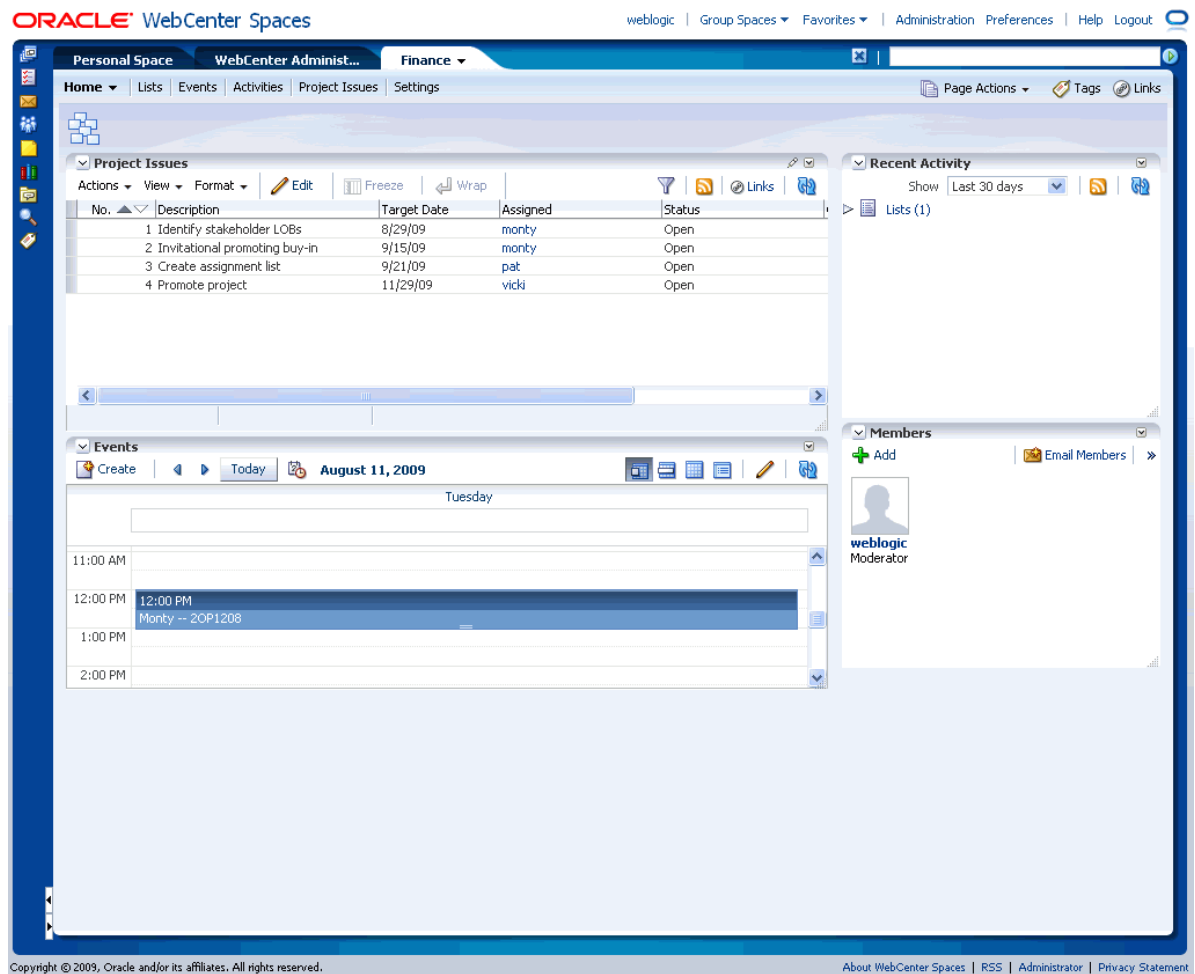 ORACLE WebCenter Spaces weblogic Group Spaces Favorites Administration Preferences Help Logout
Personal Space WebCenter Administ... Finance
Home Lists Events Activities Project Issues Settings Page Actions Tags Links
Project Issues
Actions View Format Edit Freeze Wrap Links
No. Description Target Date Assigned Status
1 Identify stakeholder LOBs 8/29/09 monty Open
2 Invitational promoting buy-in 9/15/09 monty Open
3 Create assignment list 9/21/09 pat Open
4 Promote project 11/29/09 vicki Open
Recent Activity
Show Last 30 days
Lists (1)
Events
Create Today August 11, 2009
Tuesday
11:00 AM
12:00 PM 12:00 PM
Monty -- 2OP1208
1:00 PM
2:00 PM
Members
Add Email Members »
weblogic
Moderator
Copyright © 2009, Oracle and/or its affiliates. All rights reserved. About WebCenter Spaces | RSS | Administrator | Privacy Statement